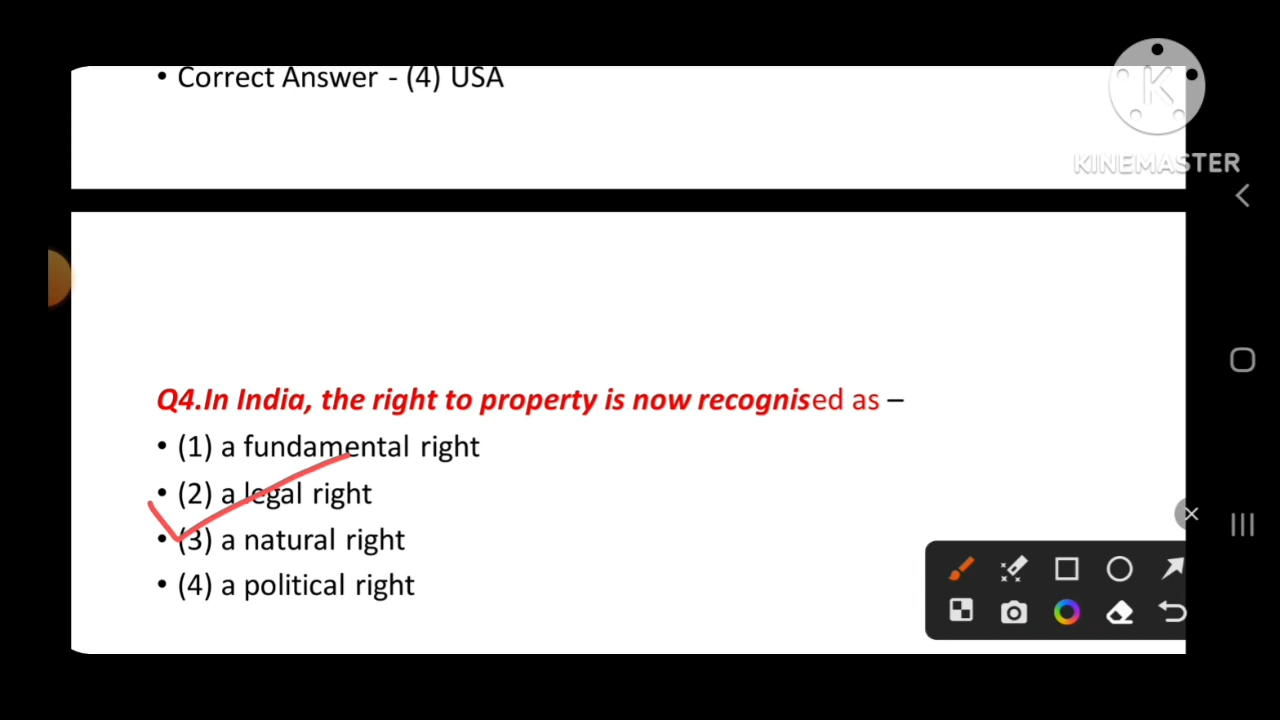 • Correct Answer - (4) USA
KINEMASTER
Q4.In India, the right to property is now recognised as –
• (1) a fundamental right
• (2) a legal right
• (3) a natural right
• (4) a political right